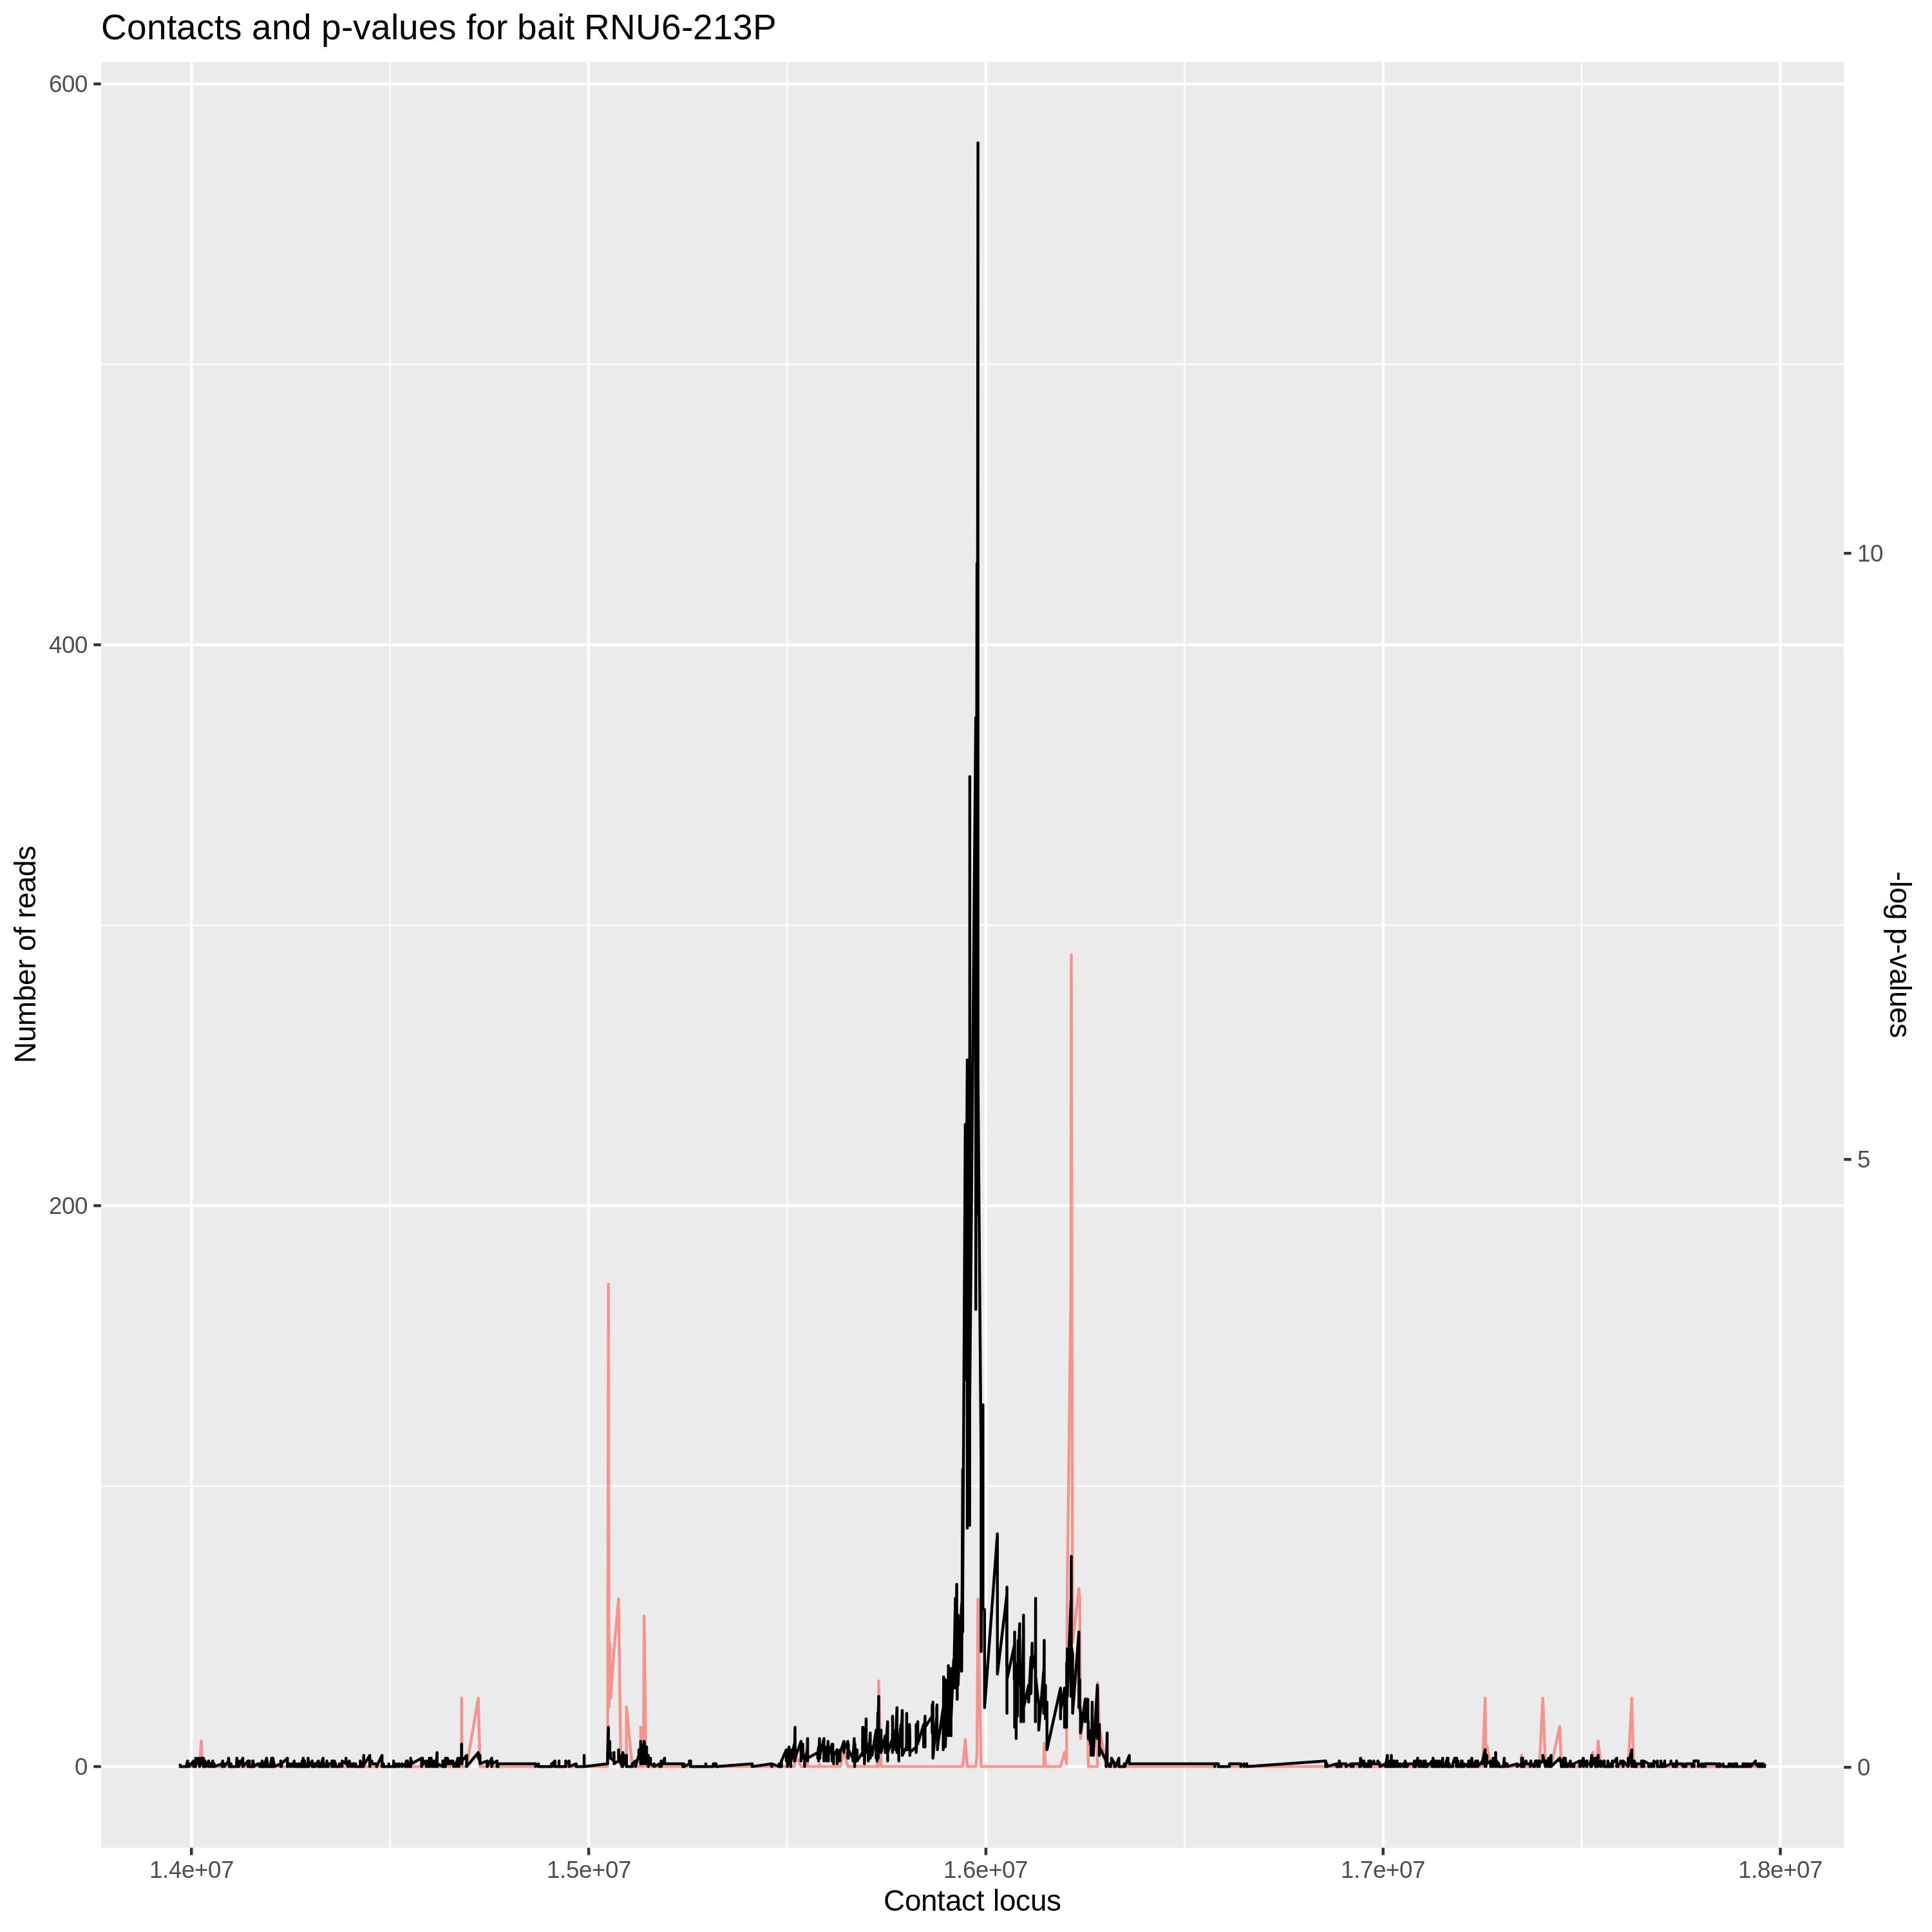 Contacts and p-values for bait RNU6-213P
600
400
200
0
Number of reads
10
5
0
-log p-values
1.4e+07
1.5e+07
1.6e+07
1.7e+07
1.8e+07
Contact locus